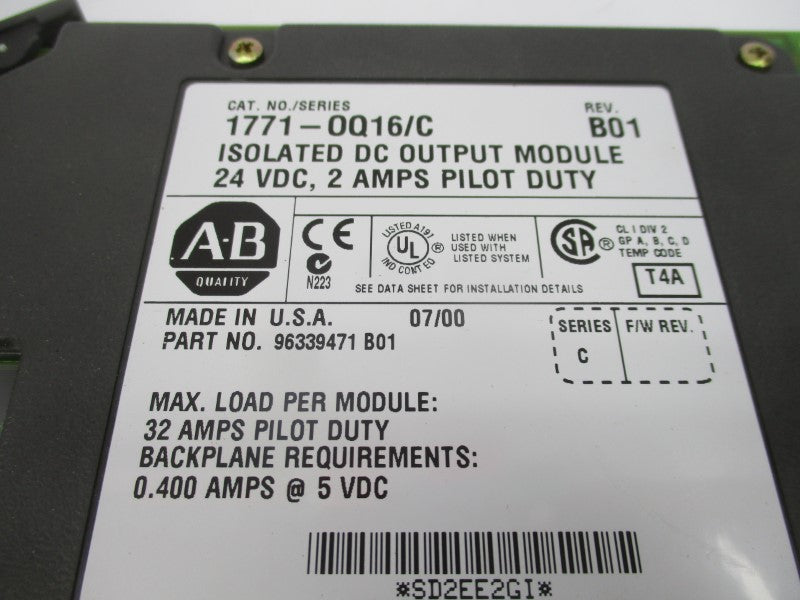 CAT. NO./SERIES REV.
1771-OQ16/C B01
ISOLATED DC OUTPUT MODULE
24 VDC, 2 AMPS PILOT DUTY
A·B
QUALITY
CE
N223
LISTED A191
UL
IND CONT EQ
®
LISTED WHEN
USED WITH
LISTED SYSTEM
SA ®
CL I DIV 2
GP A, B, C, D
TEMP CODE
T4A
SEE DATA SHEET FOR INSTALLATION DETAILS
MADE IN U.S.A. 07/00
PART NO. 96339471 B01
SERIES F/W REV.
C
MAX. LOAD PER MODULE:
32 AMPS PILOT DUTY
BACKPLANE REQUIREMENTS:
0.400 AMPS @ 5 VDC
*SD2EE2GI*